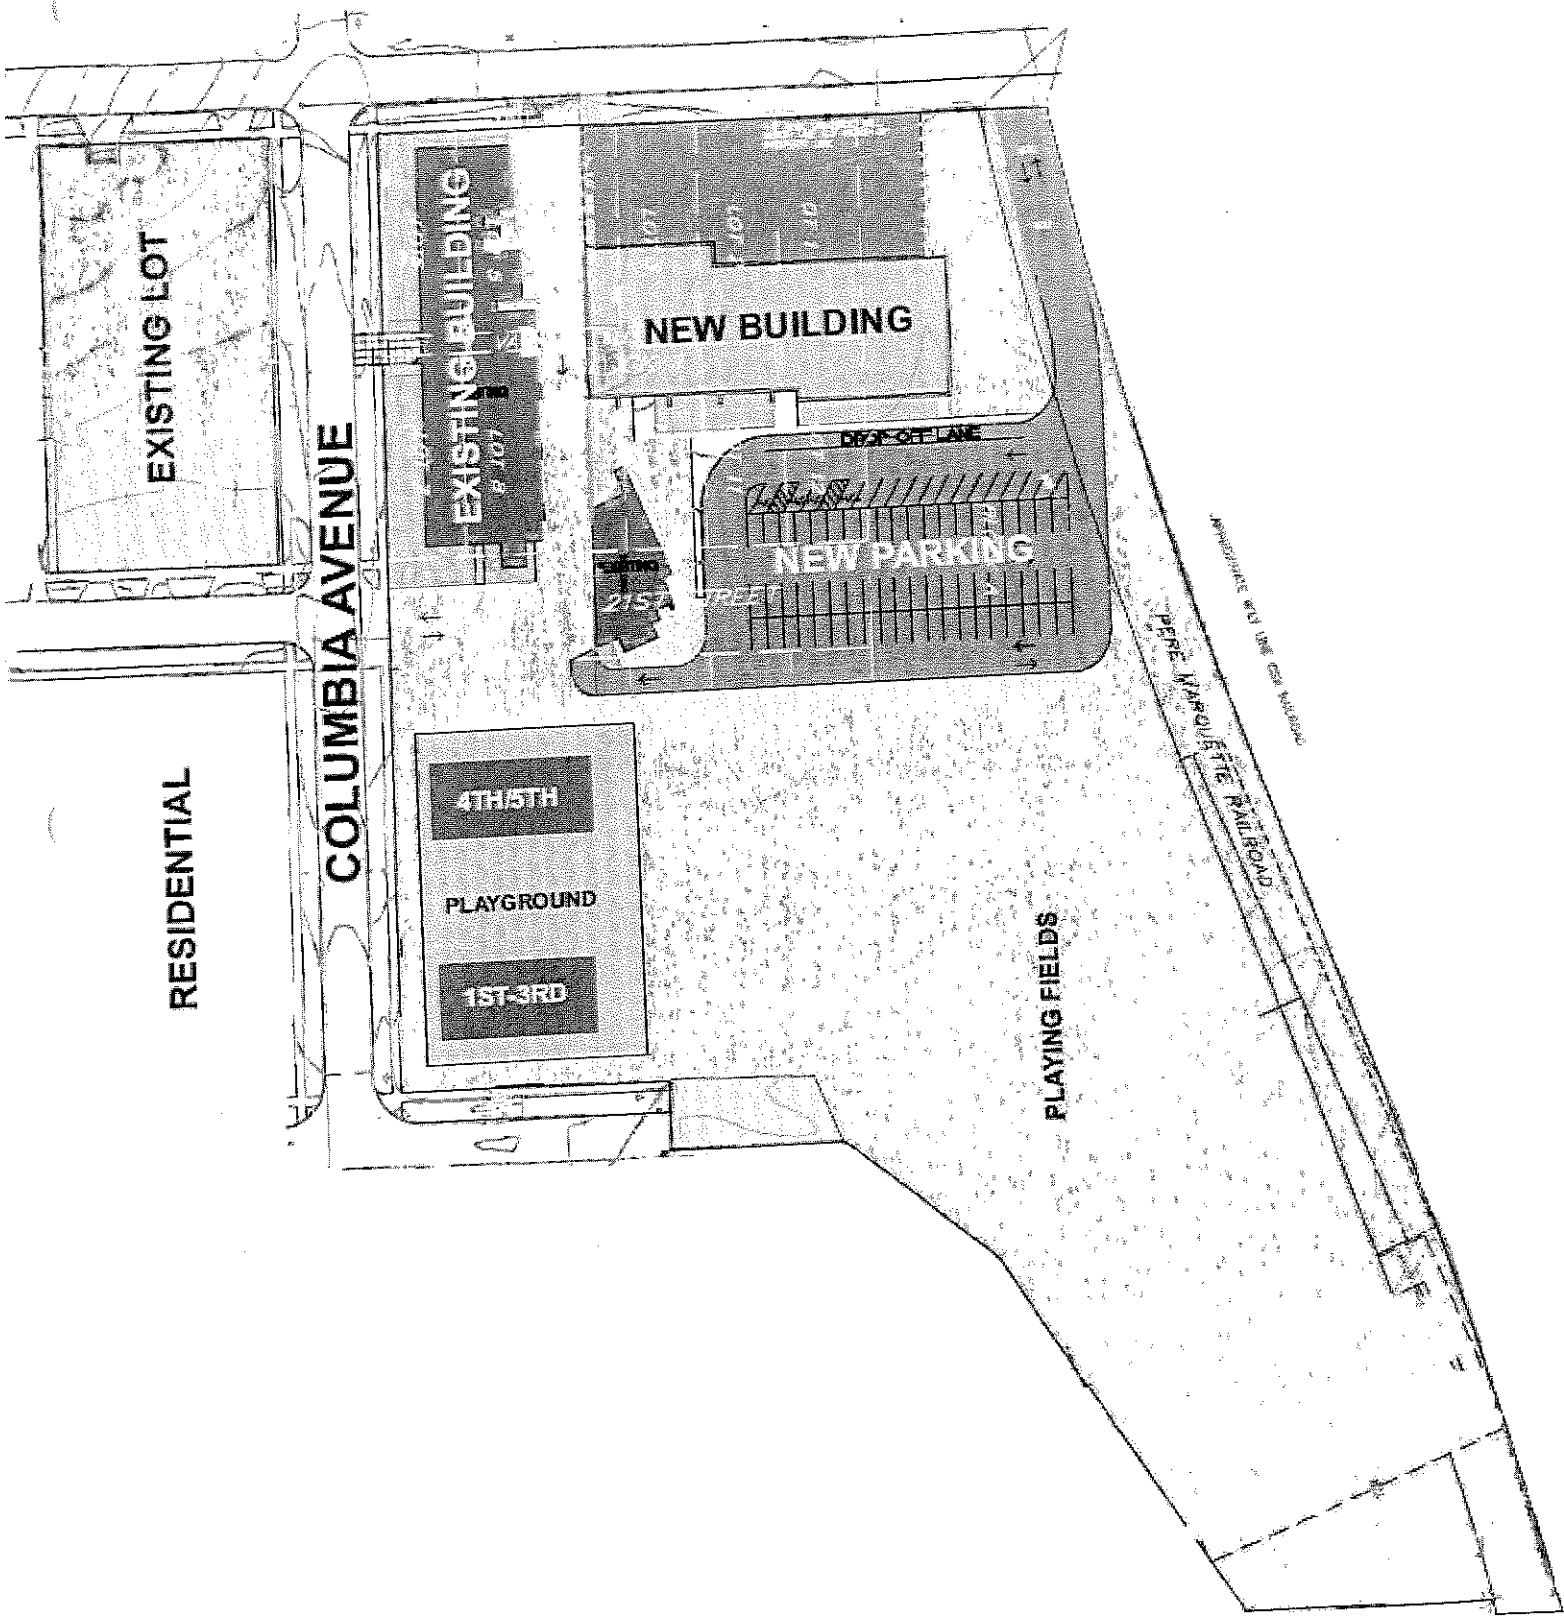 EXISTING LOT
EXISTING BUILDING
NEW BUILDING
COLUMBIA AVENUE
DROP OFF LANE
NEW PARKING
21ST STREET
PERE MARQUETTE RAILROAD
RESIDENTIAL
4TH/5TH
PLAYGROUND
1ST-3RD
PLAYING FIELDS